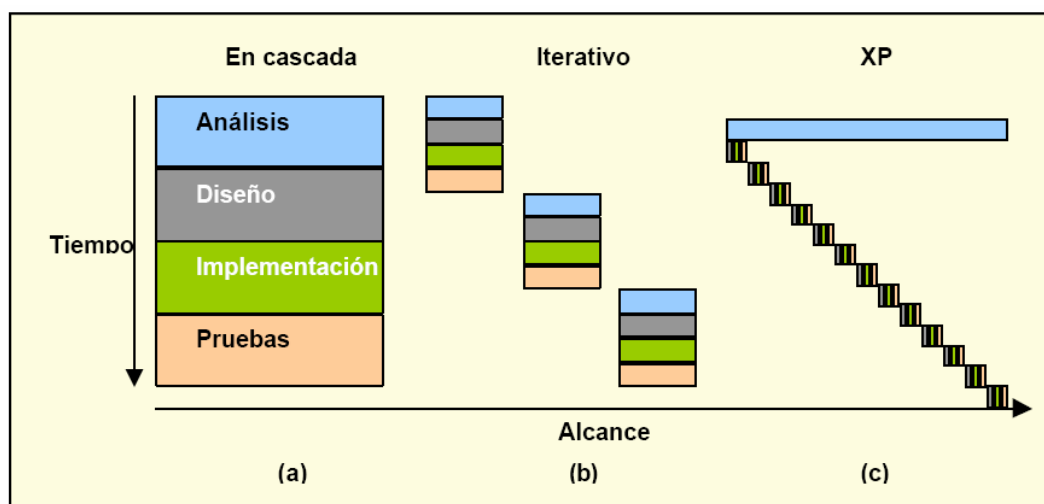 En cascada
Iterativo
XP
Análisis
Diseño
Tiempo
Implementación
Pruebas
Alcance
(a)
(b)
(c)